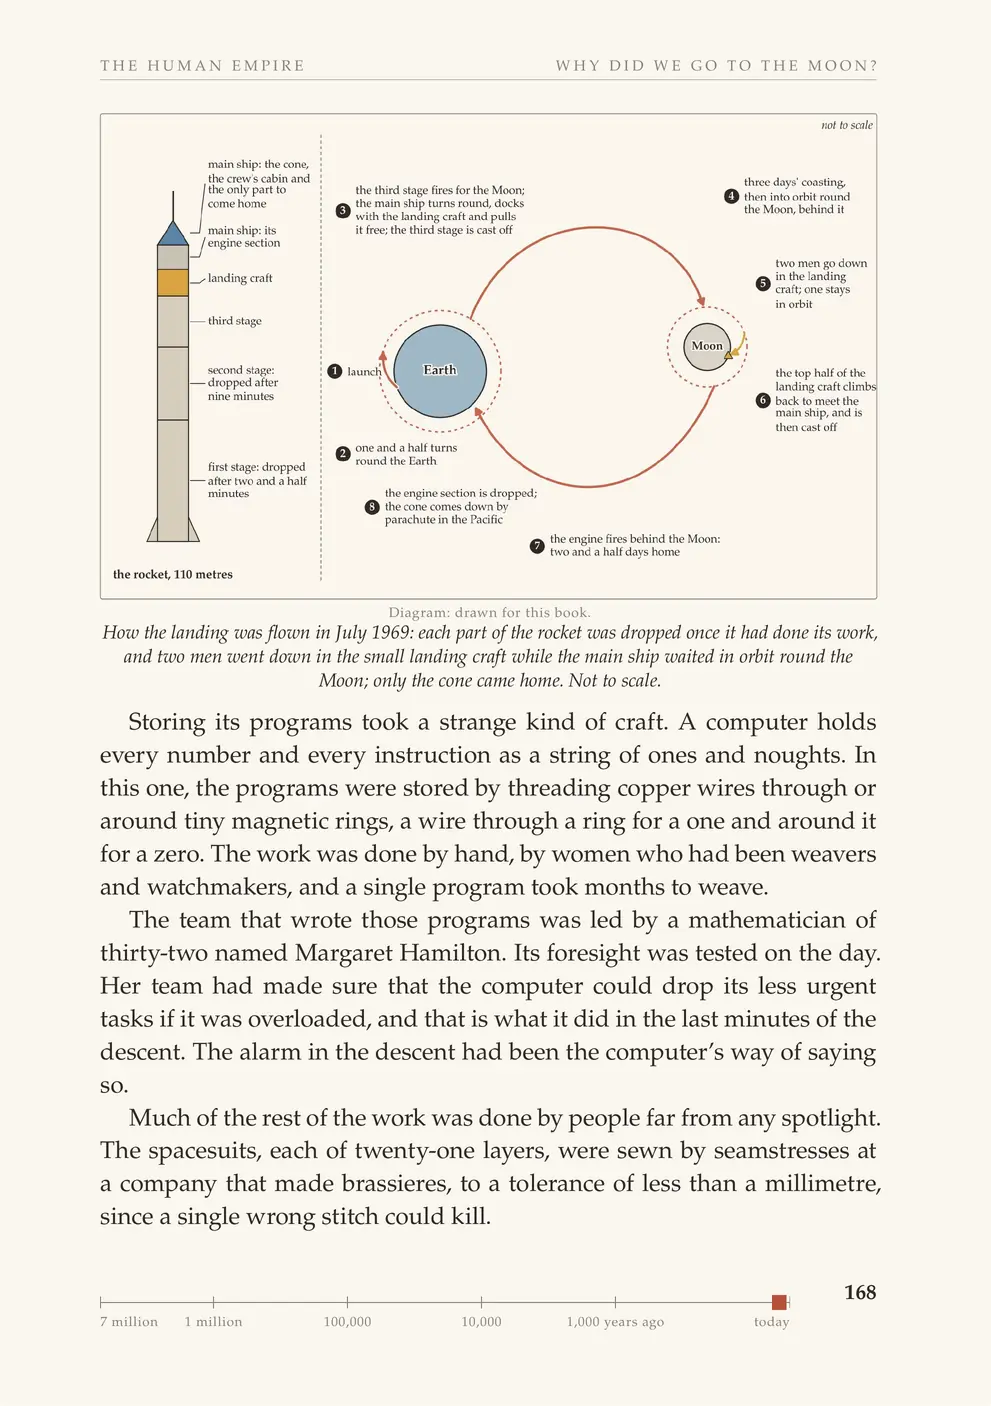 THE HUMAN EMPIRE
WHY DID WE GO TO THE MOON?
not to scale
main ship: the cone,
the crew's cabin and
the only part to
come home
main ship: its
engine section
landing craft
third stage
second stage:
dropped after
nine minutes
first stage: dropped
after two and a half
minutes
the rocket, 110 metres
3 the third stage fires for the Moon;
the main ship turns round, docks
with the landing craft and pulls
it free; the third stage is cast off
4 three days' coasting,
then into orbit round
the Moon, behind it
5 two men go down
in the landing
craft; one stays
in orbit
Moon
1 launch
Earth
6 the top half of the
landing craft climbs
back to meet the
main ship, and is
then cast off
2 one and a half turns
round the Earth
8 the engine section is dropped;
the cone comes down by
parachute in the Pacific
7 the engine fires behind the Moon:
two and a half days home
Diagram: drawn for this book.
How the landing was flown in July 1969: each part of the rocket was dropped once it had done its work,
and two men went down in the small landing craft while the main ship waited in orbit round the
Moon; only the cone came home. Not to scale.
Storing its programs took a strange kind of craft. A computer holds
every number and every instruction as a string of ones and noughts. In
this one, the programs were stored by threading copper wires through or
around tiny magnetic rings, a wire through a ring for a one and around it
for a zero. The work was done by hand, by women who had been weavers
and watchmakers, and a single program took months to weave.
The team that wrote those programs was led by a mathematician of
thirty-two named Margaret Hamilton. Its foresight was tested on the day.
Her team had made sure that the computer could drop its less urgent
tasks if it was overloaded, and that is what it did in the last minutes of the
descent. The alarm in the descent had been the computer's way of saying
so.
Much of the rest of the work was done by people far from any spotlight.
The spacesuits, each of twenty-one layers, were sewn by seamstresses at
a company that made brassieres, to a tolerance of less than a millimetre,
since a single wrong stitch could kill.
168
7 million
1 million
100,000
10,000
1,000 years ago
today